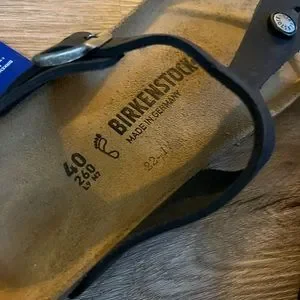 BIRKENSTOCK
MADE IN GERMANY
40
260
L9 M7